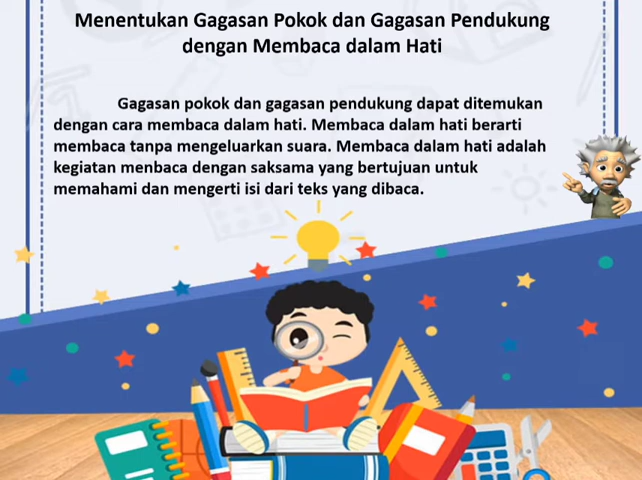 Menentukan Gagasan Pokok dan Gagasan Pendukung
dengan Membaca dalam Hati
Gagasan pokok dan gagasan pendukung dapat ditemukan
dengan cara membaca dalam hati. Membaca dalam hati berarti
membaca tanpa mengeluarkan suara. Membaca dalam hati adalah
kegiatan menbaca dengan saksama yang bertujuan untuk
memahami dan mengerti isi dari teks yang dibaca.